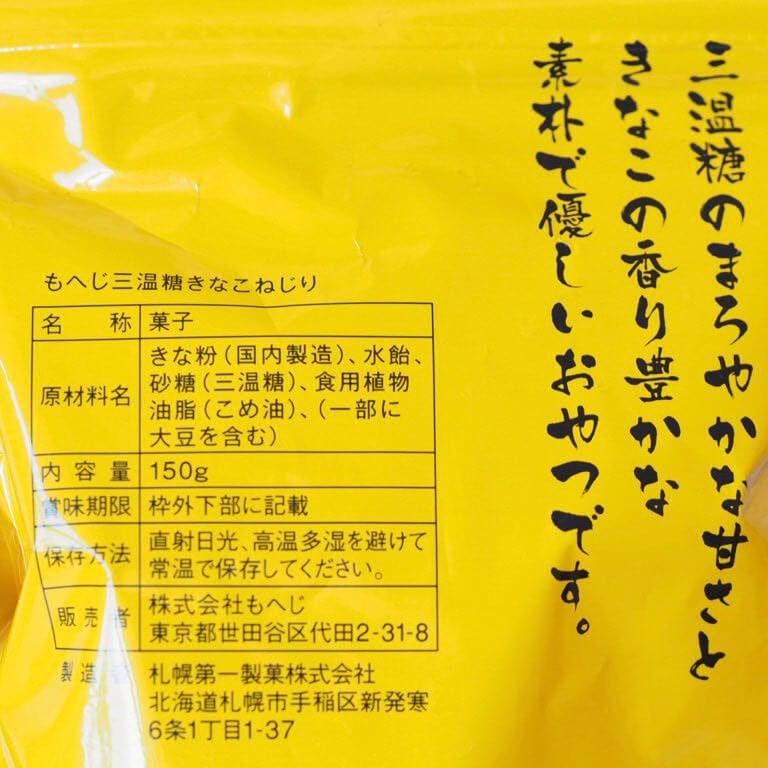 三温糖のまろやかな甘さと
きなこの香り豊かな
素朴で優しいおやつです。
もへじ三温糖きなこねじり
名 称 菓子
原材料名 きな粉(国内製造)、水飴、
砂糖(三温糖)、食用植物
油脂(こめ油)、(一部に
大豆を含む)
内容量 150g
賞味期限 枠外下部に記載
保存方法 直射日光、高温多湿を避けて
常温で保存してください。
販売者 株式会社もへじ
東京都世田谷区代田2-31-8
製造者 札幌第一製菓株式会社
北海道札幌市手稲区新発寒
6条1丁目1-37